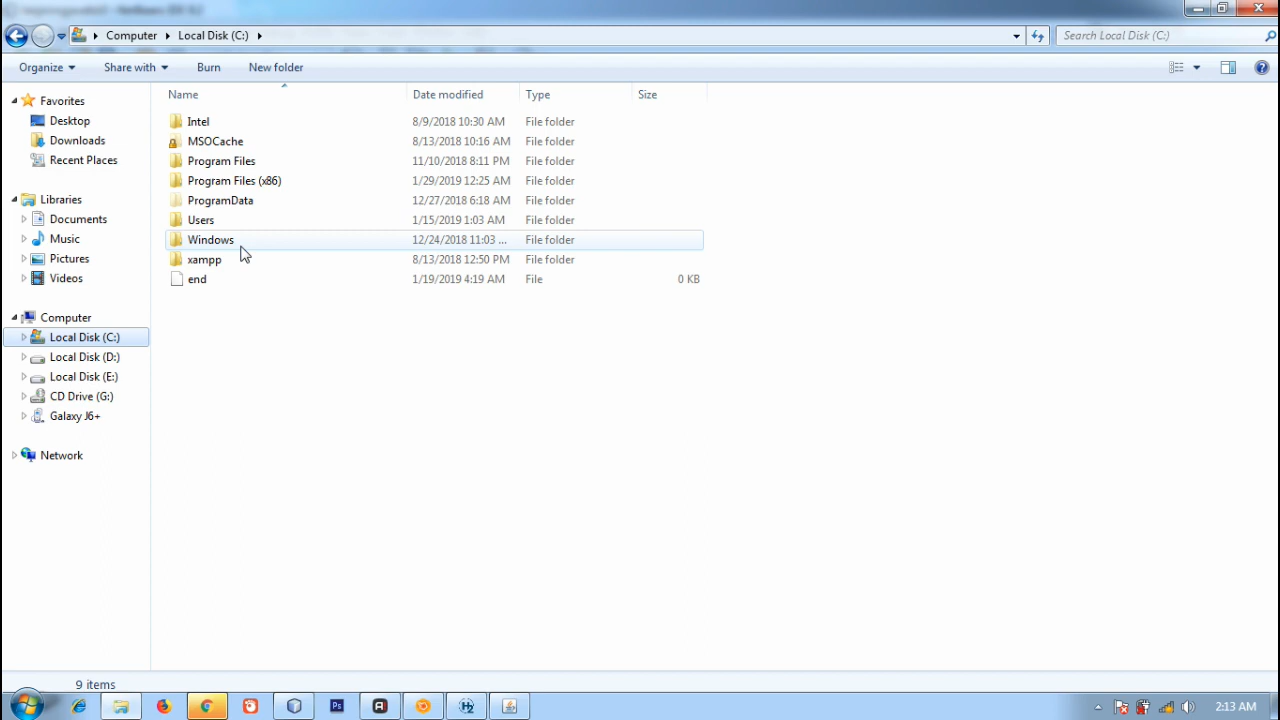 Computer Local Disk (C:)
Search Local Disk (C:)
Organize Share with Burn New folder
Name Date modified Type Size
Favorites
Desktop
Downloads
Recent Places
Libraries
Documents
Music
Pictures
Videos
Computer
Local Disk (C:)
Local Disk (D:)
Local Disk (E:)
CD Drive (G:)
Galaxy J6+
Network
Intel 8/9/2018 10:30 AM File folder
MSOCache 8/13/2018 10:16 AM File folder
Program Files 11/10/2018 8:11 PM File folder
Program Files (x86) 1/29/2019 12:25 AM File folder
ProgramData 12/27/2018 6:18 AM File folder
Users 1/15/2019 1:03 AM File folder
Windows 12/24/2018 11:03 ... File folder
xampp 8/13/2018 12:50 PM File folder
end 1/19/2019 4:19 AM File 0 KB
9 items
Ps
2:13 AM